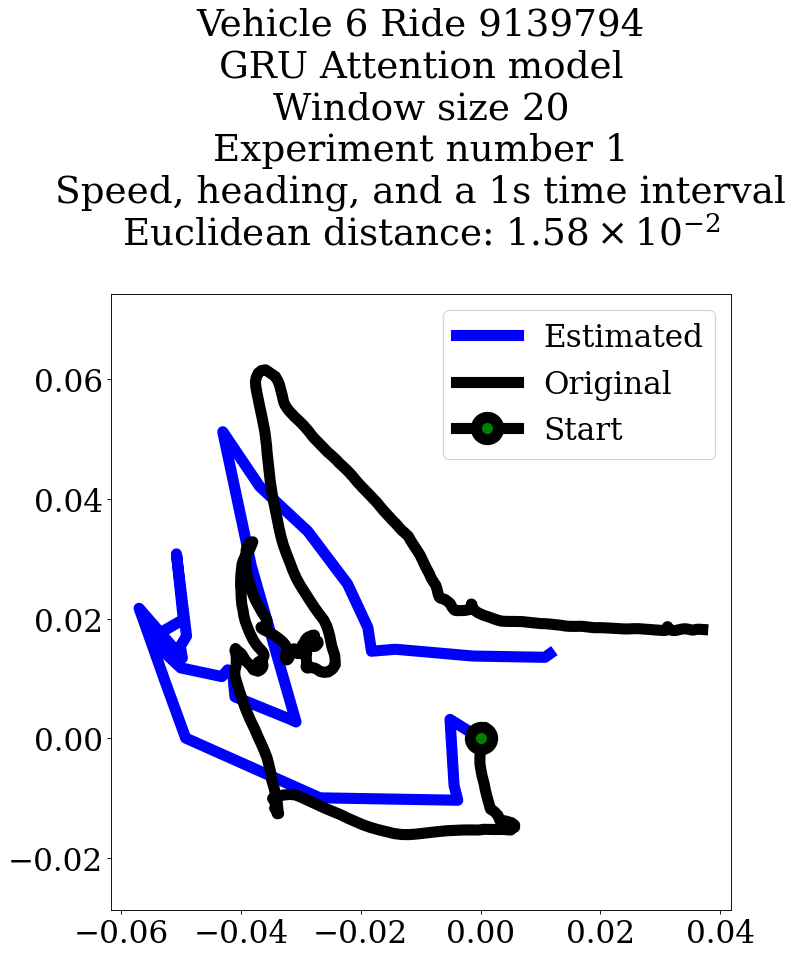 Vehicle 6 Ride 9139794
GRU Attention model
Window size 20
Experiment number 1
Speed, heading, and a 1s time interval
Euclidean distance: 1.58 × 10⁻²
Estimated
Original
Start
0.06
0.04
0.02
0.00
−0.02
−0.06 −0.04 −0.02 0.00 0.02 0.04